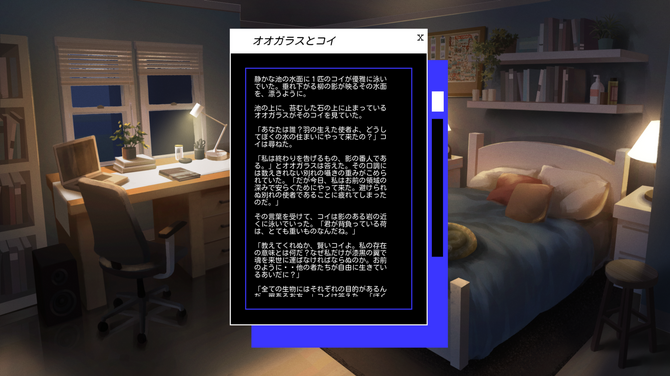 オオガラスとコイ
X
静かな池の水面に1匹のコイが優雅に泳い
でいた。垂れ下がる柳の影が映るその水面
を、漂うように。
池の上に、苔むした石の上に止まっている
オオガラスがそのコイを見ていた。
「あなたは誰？羽の生えた使者よ、どうし
てぼくの水の住まいにやって来たの？」コ
イは尋ねた。
「私は終わりを告げるもの、影の番人であ
る。」とオオガラスは答えた。その口調に
は数えきれない別れの囁きの重みがこめら
れていた。「だが今日、私はお前の領域の
深みで安らぐためにやって来た。避けられ
ぬ別れの使者であることに疲れてしまった
のだ。」
その言葉を受けて、コイは影のある岩の近
くに泳いでいった。「君が背負っている荷
は、とても重いものなんだね。」
「教えてくれぬか、賢いコイよ。私の存在
の意味とは何だ？なぜ私だけが漆黒の翼で
魂を来世に運ばなければならぬのか。お前
のように・・他の者たちが自由に生きてい
るあいだに？」
「全ての生物にはそれぞれの目的があるん